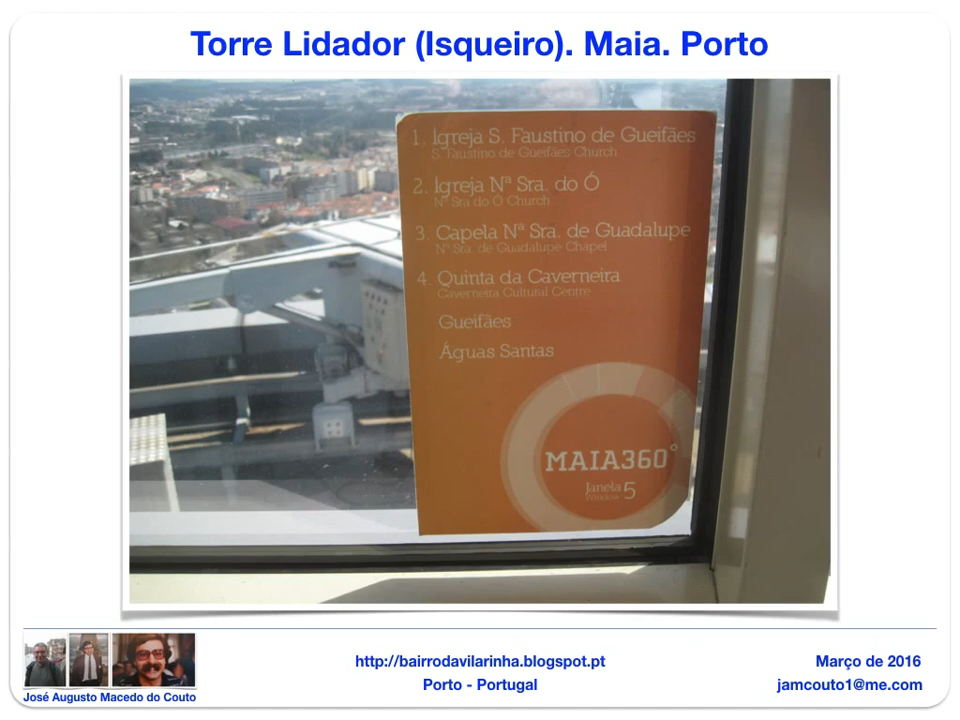 Torre Lidador (Isqueiro). Maia. Porto
1. Igreja S. Faustino de Gueifães
S. Faustino de Gueifães Church
2. Igreja Nª Sra. do Ó
Nª Sra do Ó Church
3. Capela Nª Sra. de Guadalupe
Nª Sra. de Guadalupe Chapel
4. Quinta da Caverneira
Caverneira Cultural Centre
Gueifães
Águas Santas
MAIA360°
Janela 5
Window
José Augusto Macedo do Couto
http://bairrodavilarinha.blogspot.pt
Porto - Portugal
Março de 2016
jamcouto1@me.com